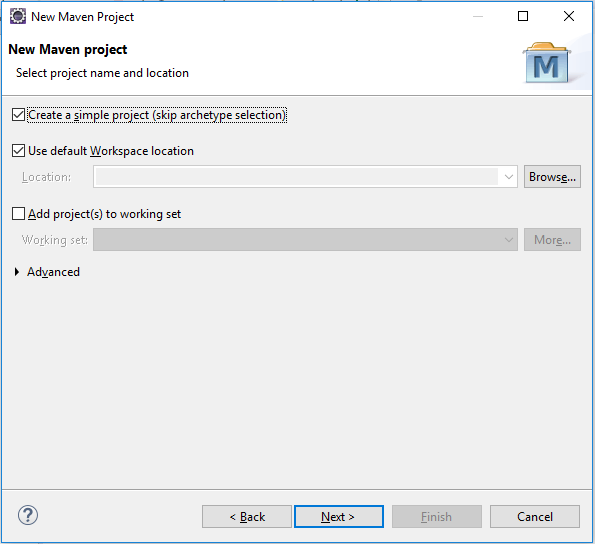 New Maven Project
New Maven project
Select project name and location
M
Create a simple project (skip archetype selection)
Use default Workspace location
Location:
Browse...
Add project(s) to working set
Working set:
More...
Advanced
?
< Back
Next >
Finish
Cancel